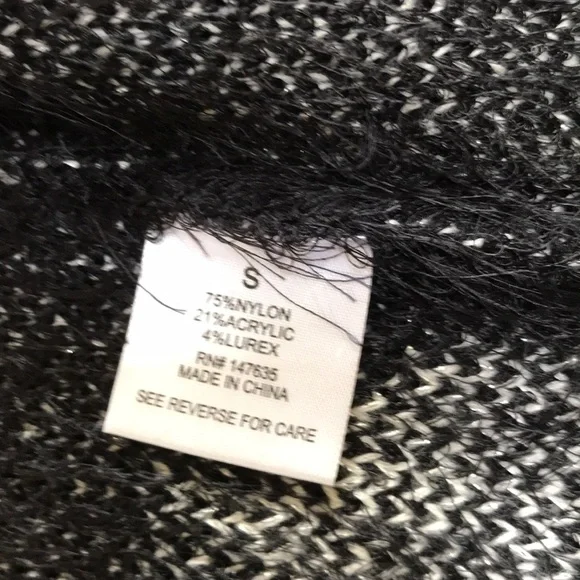 S
75%NYLON
21%ACRYLIC
4%LUREX
RN# 147635
MADE IN CHINA
SEE REVERSE FOR CARE